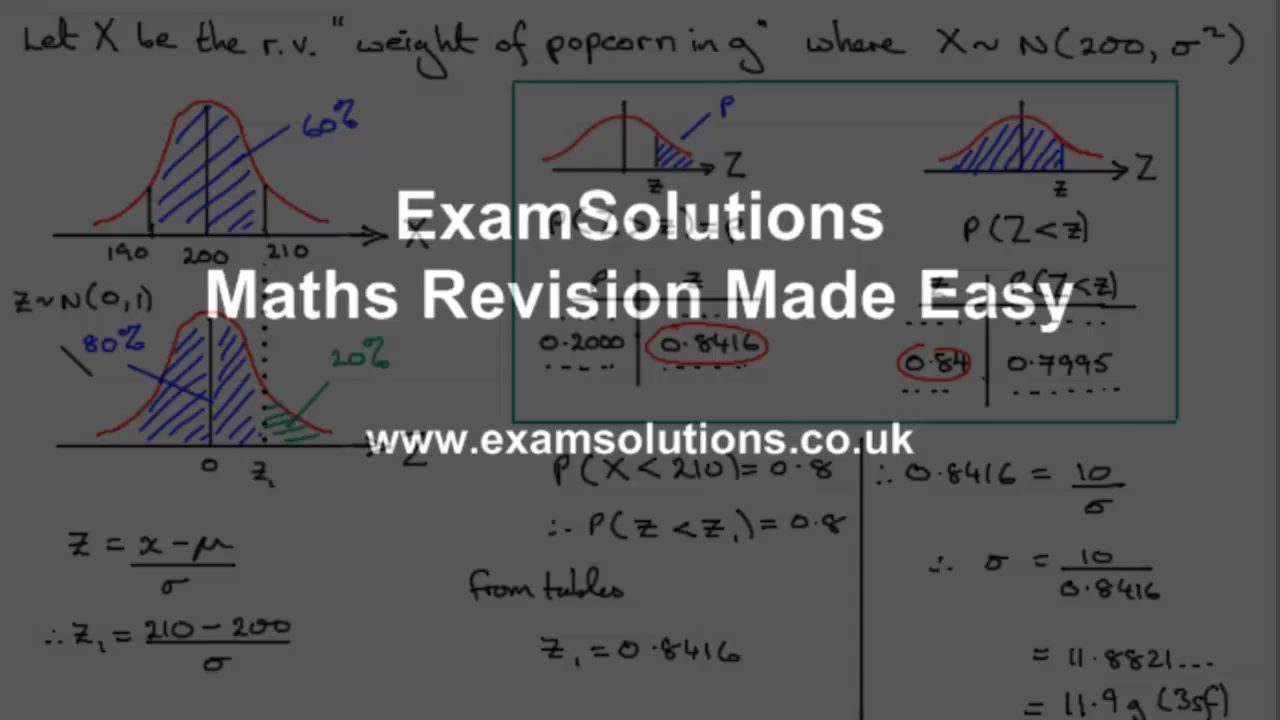 Let X be the r.v. "weight of popcorn in g" where X ~ N(200, σ²)
60%
190 200 210
X
Z ~ N(0,1)
80%
20%
0 z₁
Z
z = x - μ / σ
∴ z₁ = 210 - 200 / σ
P
Z
z
P(Z > z) = p
p z
0.2000 0.8416
Z
z
P(Z < z)
z P(Z < z)
0.84 0.7995
ExamSolutions
Maths Revision Made Easy
www.examsolutions.co.uk
P(X < 210) = 0.8
∴ P(Z < z₁) = 0.8
from tables
z₁ = 0.8416
∴ 0.8416 = 10 / σ
∴ σ = 10 / 0.8416
= 11.8821...
= 11.9 g (3sf)